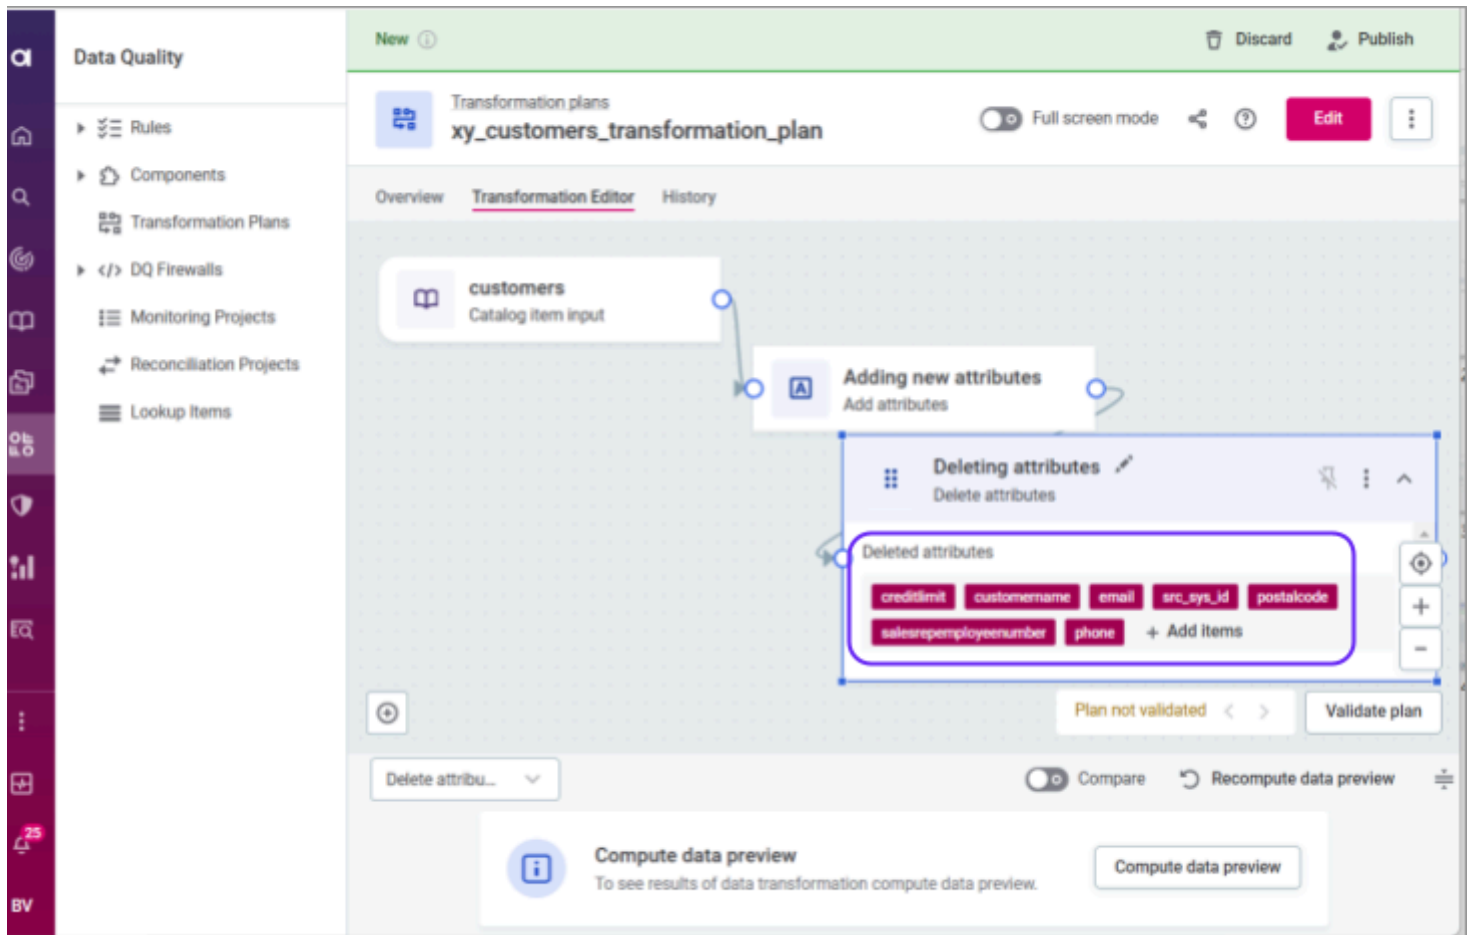 New
Discard
Publish
a
Data Quality
Rules
Components
Transformation Plans
DQ Firewalls
Monitoring Projects
Reconciliation Projects
Lookup Items
25
BV
Transformation plans
xy_customers_transformation_plan
Full screen mode
Edit
Overview
Transformation Editor
History
customers
Catalog item input
A
Adding new attributes
Add attributes
Deleting attributes
Delete attributes
Deleted attributes
creditlimit customername email src_sys_id postalcode
salesrepemployeenumber phone + Add items
Plan not validated
Validate plan
Delete attribu...
Compare
Recompute data preview
Compute data preview
To see results of data transformation compute data preview.
Compute data preview